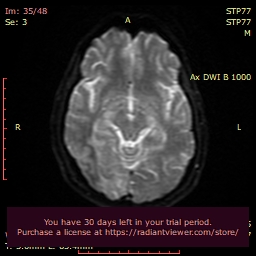 Im: 35/48
Se: 3
A
STP77
STP77
M
Ax DWI B 1000
R
L
You have 30 days left in your trial period.
Purchase a license at https://radiantviewer.com/store/